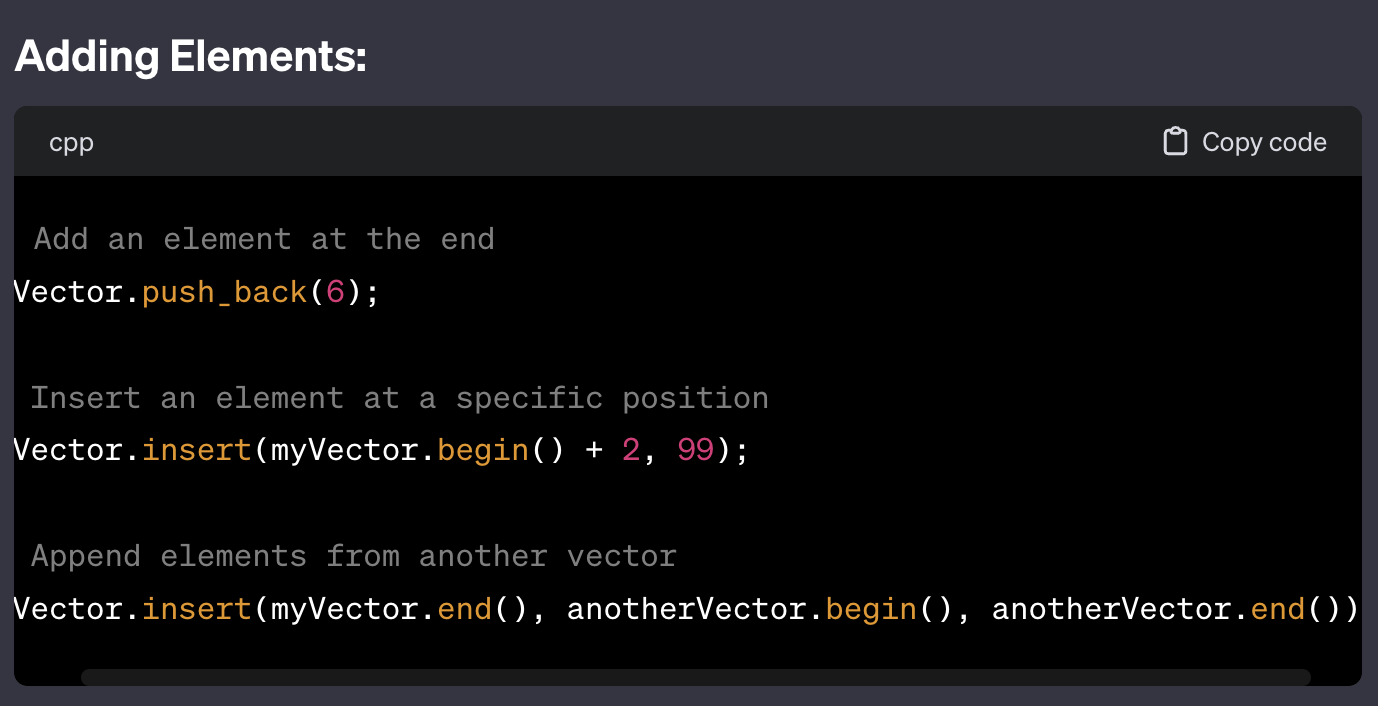 Adding Elements:
cpp
Copy code
Add an element at the end
Vector.push_back(6);
Insert an element at a specific position
Vector.insert(myVector.begin() + 2, 99);
Append elements from another vector
Vector.insert(myVector.end(), anotherVector.begin(), anotherVector.end())